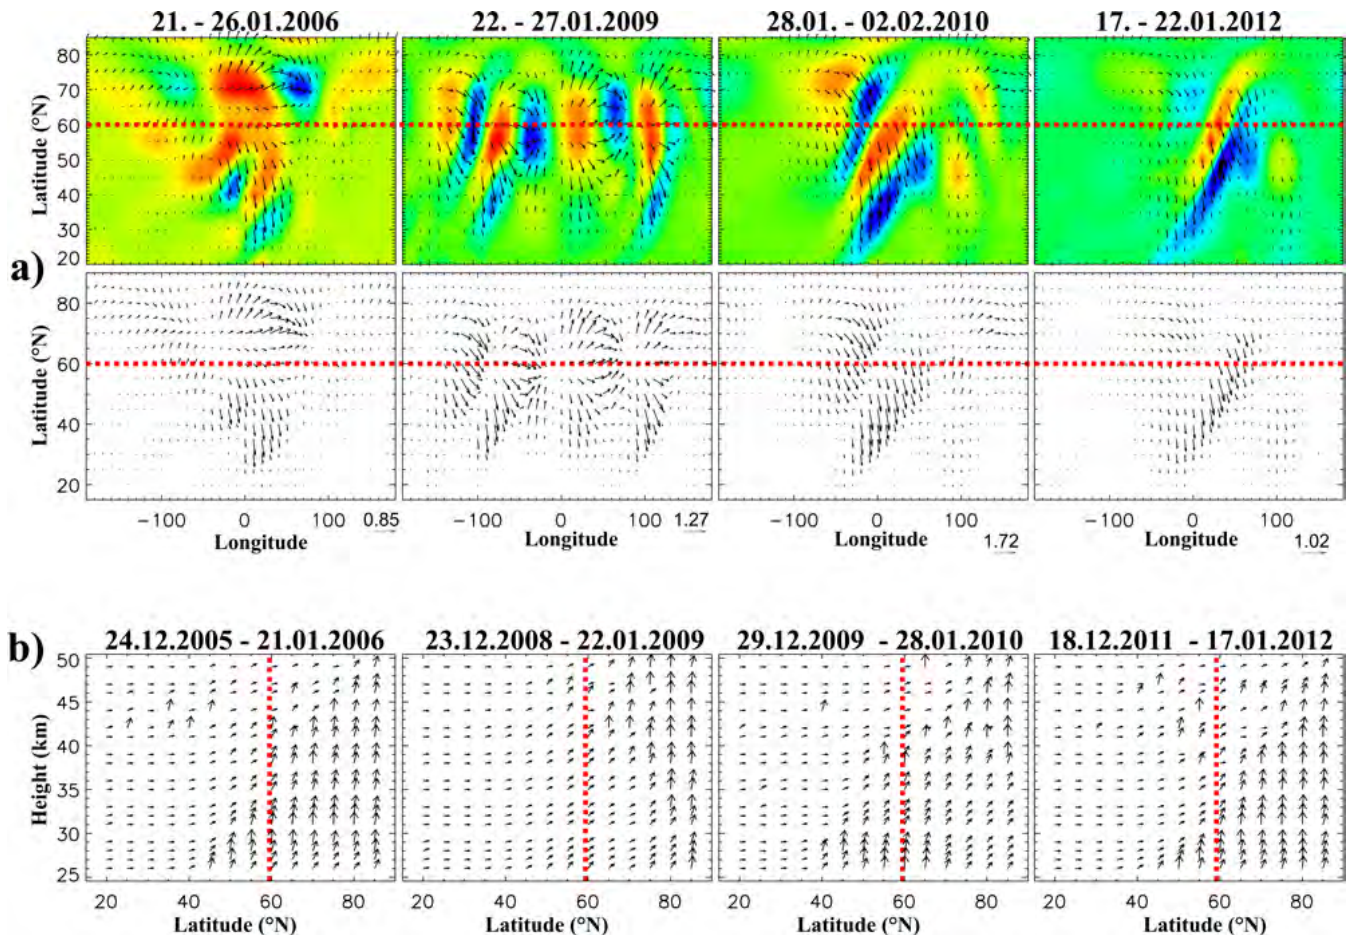 21. - 26.01.2006 22. - 27.01.2009 28.01. - 02.02.2010 17. - 22.01.2012
80
70
60
50
40
30
20
Latitude (°N)
a)
80
60
40
20
Latitude (°N)
−100 0 100 0.85 −100 0 100 1.27 −100 0 100 1.72 −100 0 100 1.02
Longitude Longitude Longitude Longitude
b)
24.12.2005 - 21.01.2006 23.12.2008 - 22.01.2009 29.12.2009 - 28.01.2010 18.12.2011 - 17.01.2012
50
45
40
35
30
25
Height (km)
20 40 60 80 20 40 60 80 20 40 60 80 20 40 60 80
Latitude (°N) Latitude (°N) Latitude (°N) Latitude (°N)